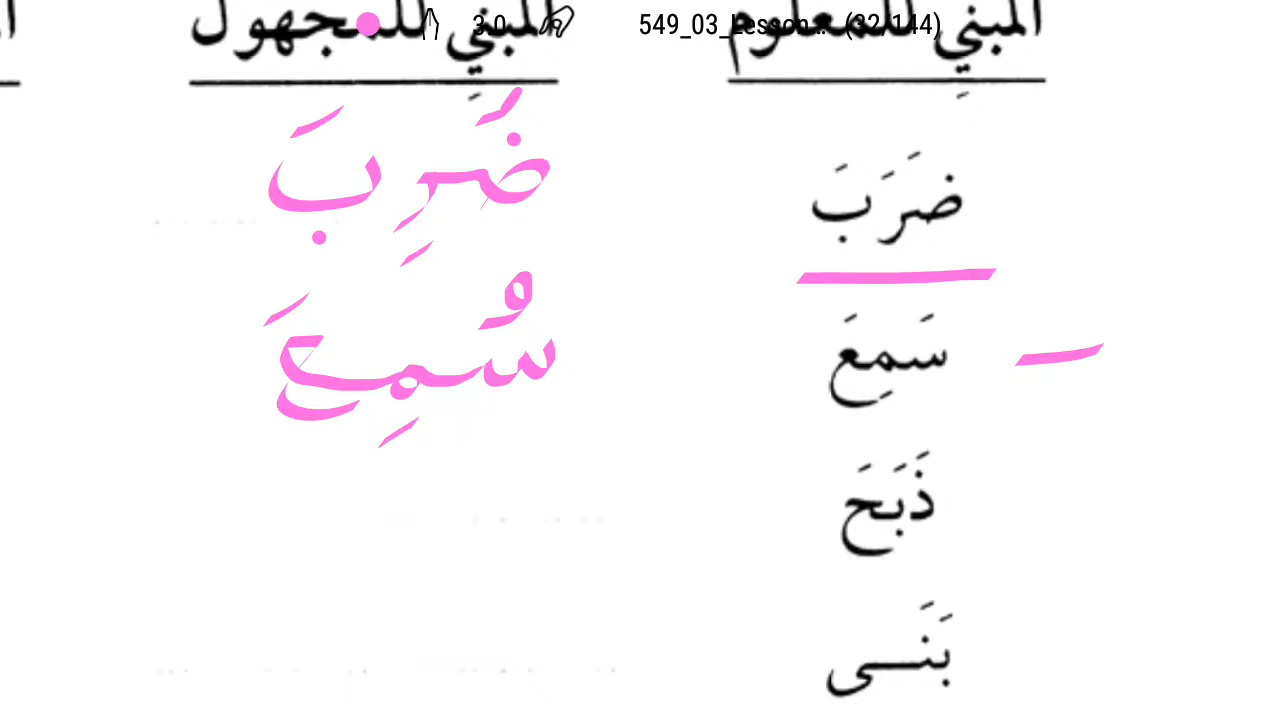 المبنيِ للمعلوم المبنيِ للمجهول
549_03_Lesson... (32/144) 3.0
ضَرَبَ ضُرِبَ
سَمِعَ سُمِعَ
ذَبَحَ
بَنَى